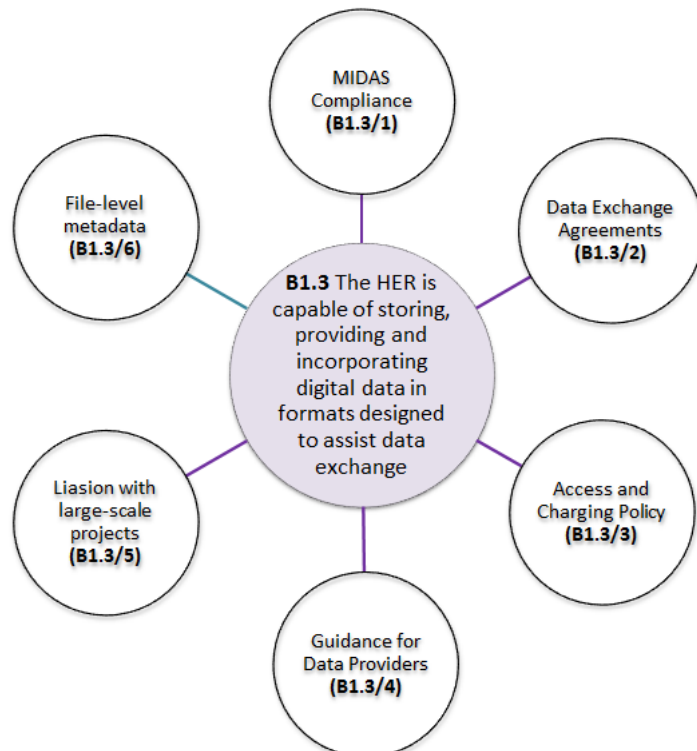 MIDAS
Compliance
(B1.3/1)
Data Exchange
Agreements
(B1.3/2)
Access and
Charging Policy
(B1.3/3)
Guidance for
Data Providers
(B1.3/4)
Liasion with
large-scale
projects
(B1.3/5)
File-level
metadata
(B1.3/6)
B1.3 The HER is
capable of storing,
providing and
incorporating
digital data in
formats designed
to assist data
exchange